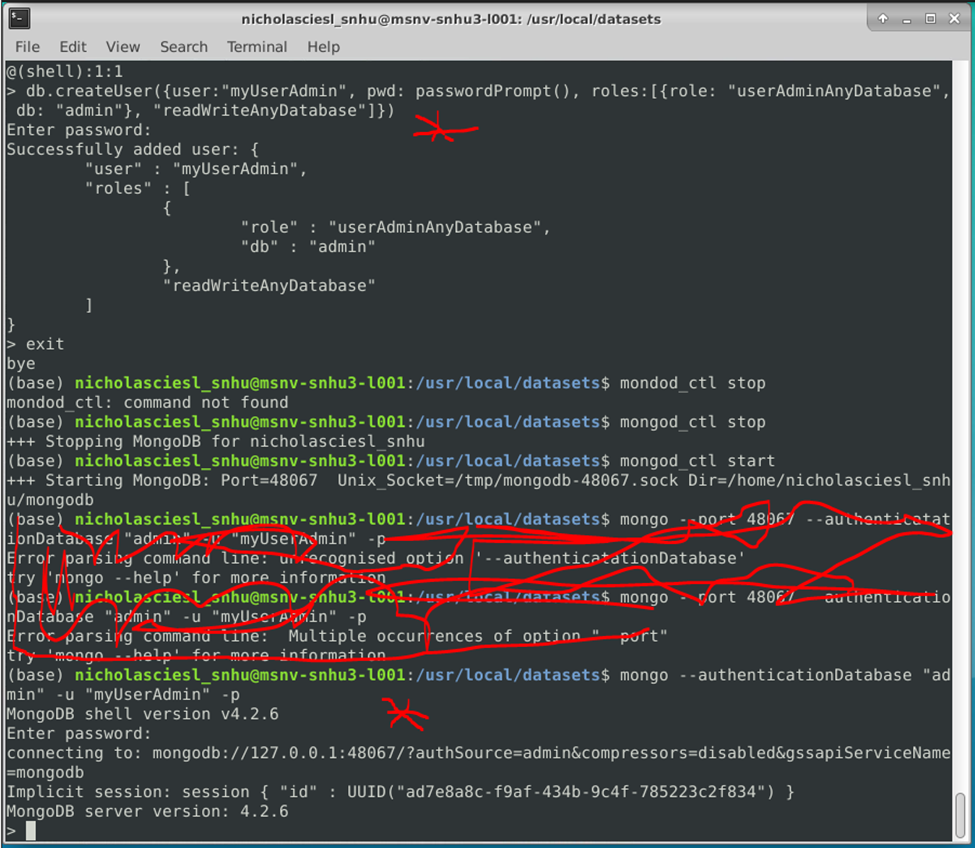 nicholasciesl_snhu@msnv-snhu3-l001: /usr/local/datasets
File Edit View Search Terminal Help
@(shell):1:1
> db.createUser({user:"myUserAdmin", pwd: passwordPrompt(), roles:[{role: "userAdminAnyDatabase",
db: "admin"}, "readWriteAnyDatabase"]})
Enter password:
Successfully added user: {
"user" : "myUserAdmin",
"roles" : [
{
"role" : "userAdminAnyDatabase",
"db" : "admin"
},
"readWriteAnyDatabase"
]
}
> exit
bye
(base) nicholasciesl_snhu@msnv-snhu3-l001:/usr/local/datasets$ mondod_ctl stop
mondod_ctl: command not found
(base) nicholasciesl_snhu@msnv-snhu3-l001:/usr/local/datasets$ mongod_ctl stop
+++ Stopping MongoDB for nicholasciesl_snhu
(base) nicholasciesl_snhu@msnv-snhu3-l001:/usr/local/datasets$ mongod_ctl start
+++ Starting MongoDB: Port=48067 Unix_Socket=/tmp/mongodb-48067.sock Dir=/home/nicholasciesl_snh
u/mongodb
(base) nicholasciesl_snhu@msnv-snhu3-l001:/usr/local/datasets$ mongo --port 48067 --authenticatat
ionDatabase "admin" -u "myUserAdmin" -p
Error parsing command line: unrecognised option '--authenticatationDatabase'
try 'mongo --help' for more information
(base) nicholasciesl_snhu@msnv-snhu3-l001:/usr/local/datasets$ mongo --port 48067 --authenticatio
nDatabase "admin" -u "myUserAdmin" -p
Error parsing command line: Multiple occurrences of option "--port"
try 'mongo --help' for more information
(base) nicholasciesl_snhu@msnv-snhu3-l001:/usr/local/datasets$ mongo --authenticationDatabase "ad
min" -u "myUserAdmin" -p
MongoDB shell version v4.2.6
Enter password:
connecting to: mongodb://127.0.0.1:48067/?authSource=admin&compressors=disabled&gssapiServiceName
=mongodb
Implicit session: session { "id" : UUID("ad7e8a8c-f9af-434b-9c4f-785223c2f834") }
MongoDB server version: 4.2.6
>